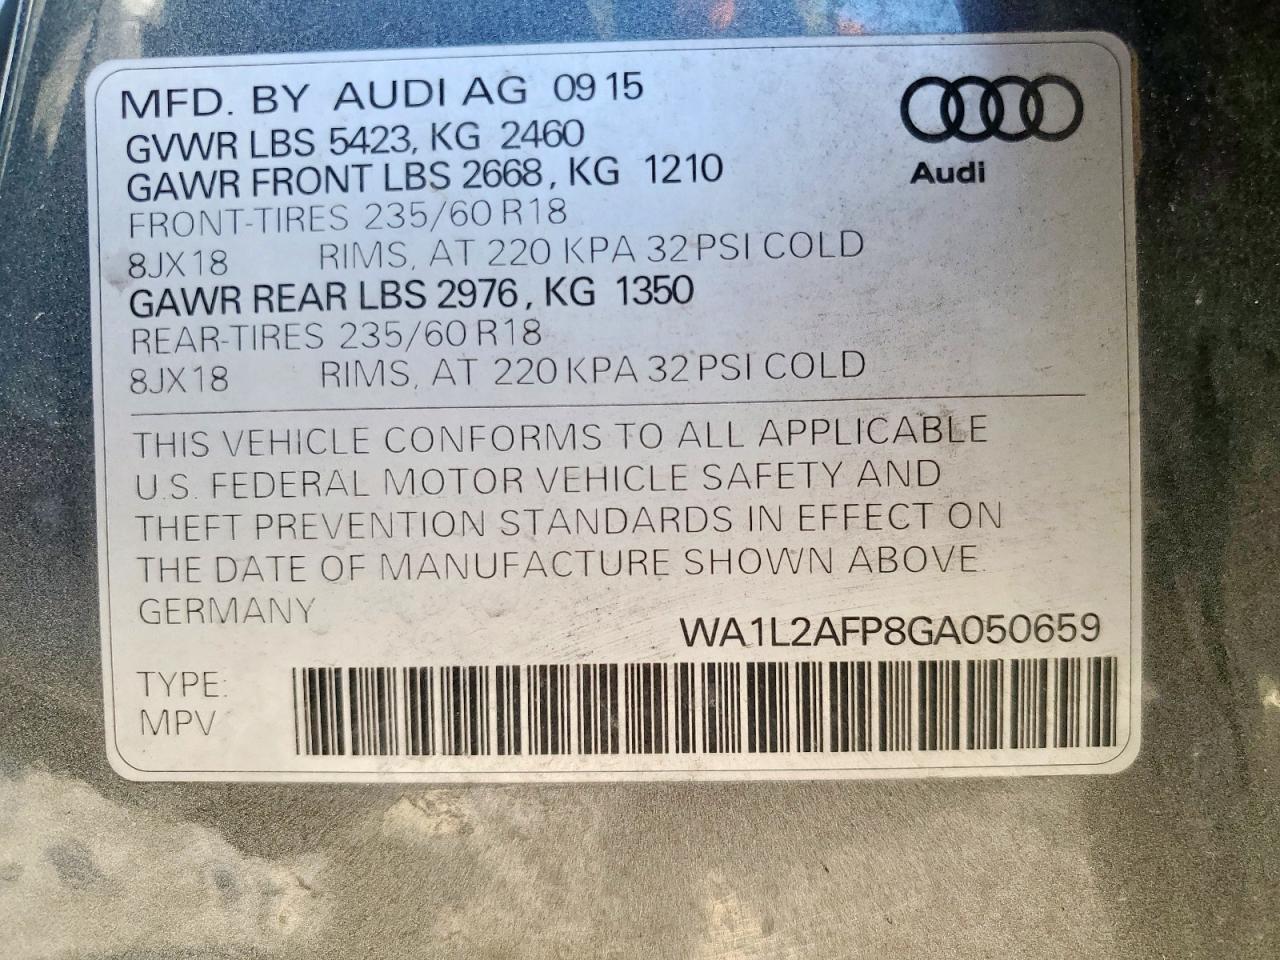 MFD. BY AUDI AG 09 15
GVWR LBS 5423, KG 2460
GAWR FRONT LBS 2668, KG 1210
FRONT-TIRES 235/60 R18
8JX18 RIMS, AT 220 KPA 32 PSI COLD
GAWR REAR LBS 2976, KG 1350
REAR-TIRES 235/60 R18
8JX18 RIMS, AT 220 KPA 32 PSI COLD
Audi
THIS VEHICLE CONFORMS TO ALL APPLICABLE
U.S. FEDERAL MOTOR VEHICLE SAFETY AND
THEFT PREVENTION STANDARDS IN EFFECT ON
THE DATE OF MANUFACTURE SHOWN ABOVE.
GERMANY
WA1L2AFP8GA050659
TYPE:
MPV